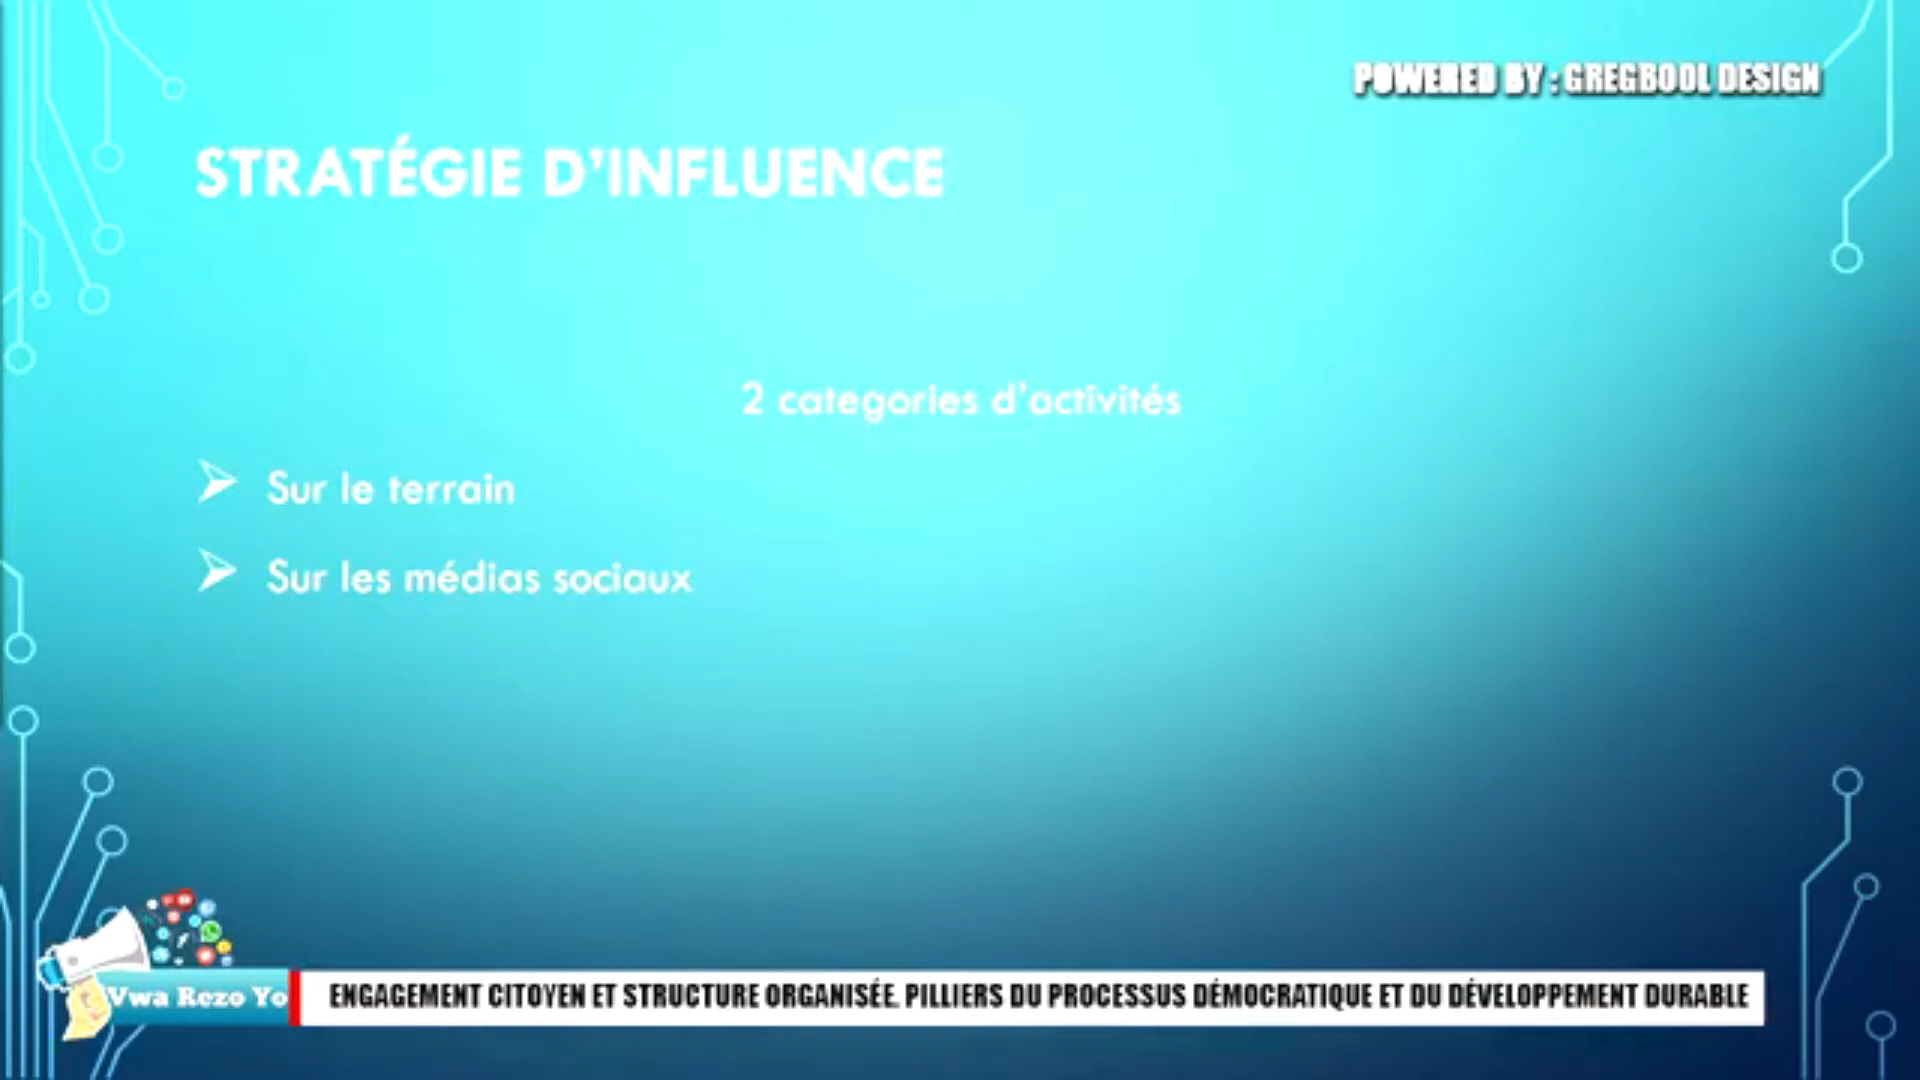 POWERED BY : GREGBOOL DESIGN
STRATÉGIE D'INFLUENCE
2 categories d'activités
Sur le terrain
Sur les médias sociaux
Vwa Rezo Yo
ENGAGEMENT CITOYEN ET STRUCTURE ORGANISÉE, PILLIERS DU PROCESSUS DÉMOCRATIQUE ET DU DÉVELOPPEMENT DURABLE